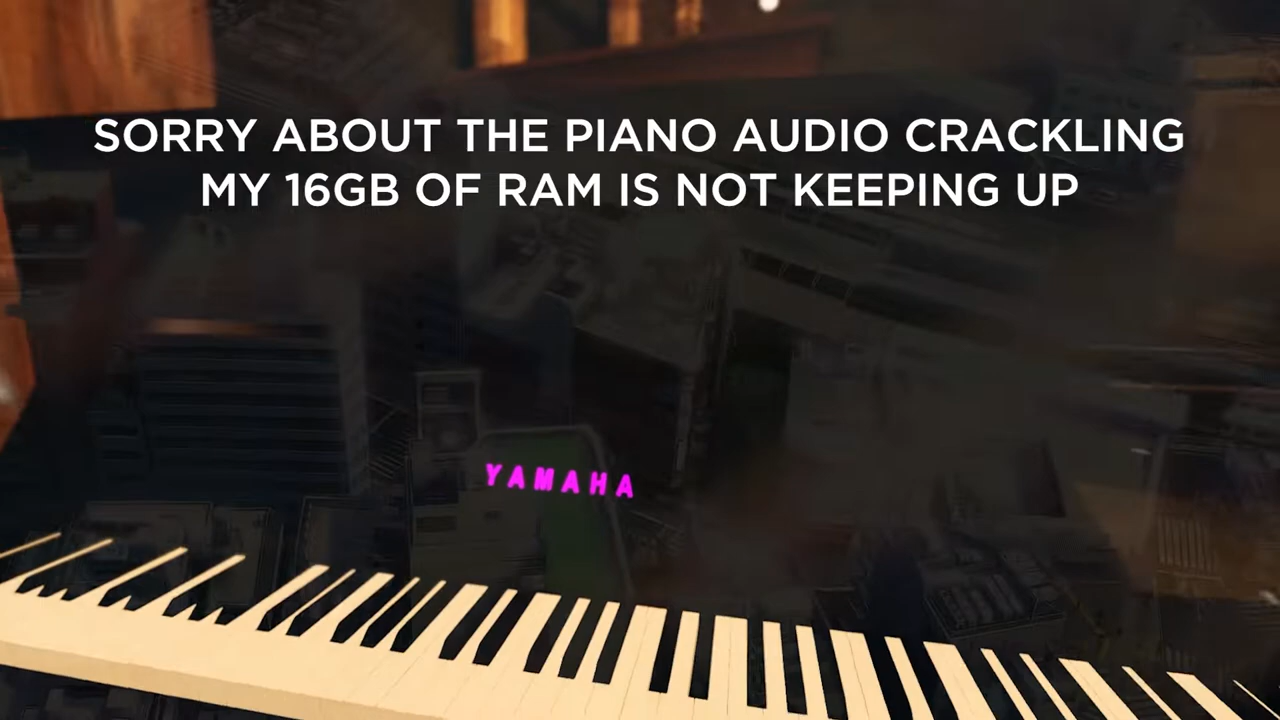 SORRY ABOUT THE PIANO AUDIO CRACKLING
MY 16GB OF RAM IS NOT KEEPING UP
YAMAHA